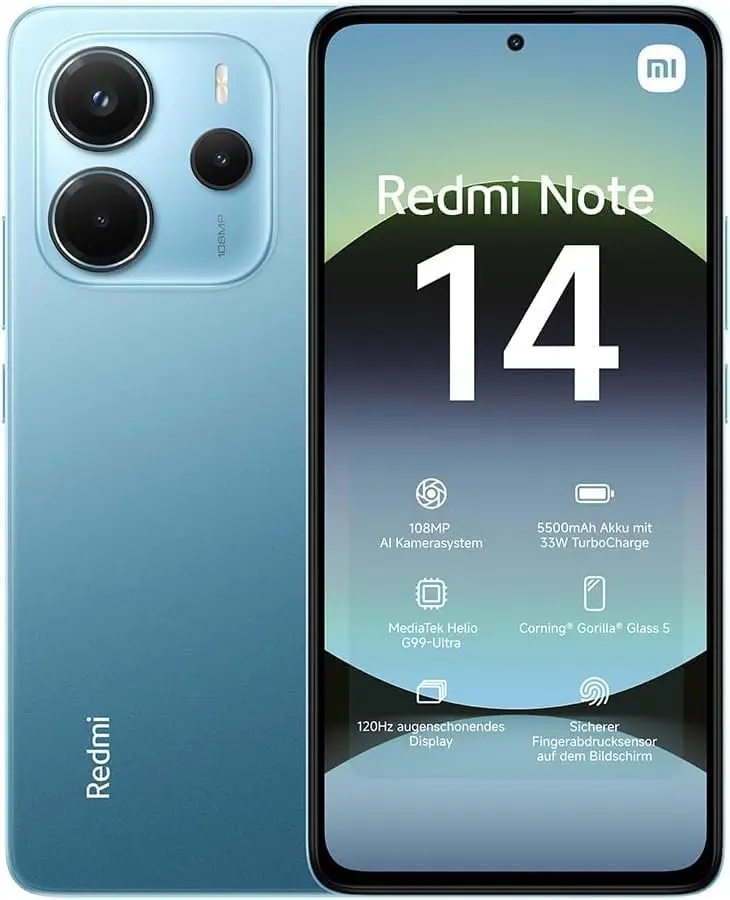 108MP
Redmi
mi
Redmi Note
14
108MP
AI Kamerasystem
5500mAh Akku mit
33W TurboCharge
MediaTek Helio
G99-Ultra
Corning® Gorilla® Glass 5
120Hz augenschonendes
Display
Sicherer
Fingerabdrucksensor
auf dem Bildschirm